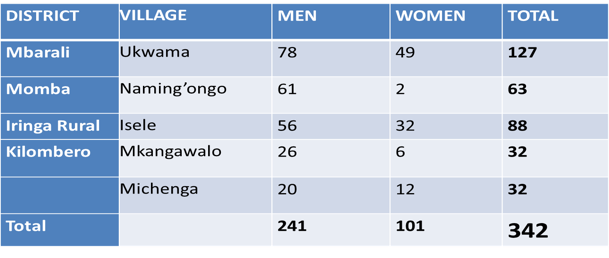 DISTRICT VILLAGE MEN WOMEN TOTAL
Mbarali Ukwama 78 49 127
Momba Naming’ongo 61 2 63
Iringa Rural Isele 56 32 88
Kilombero Mkangawalo 26 6 32
Michenga 20 12 32
Total 241 101 342